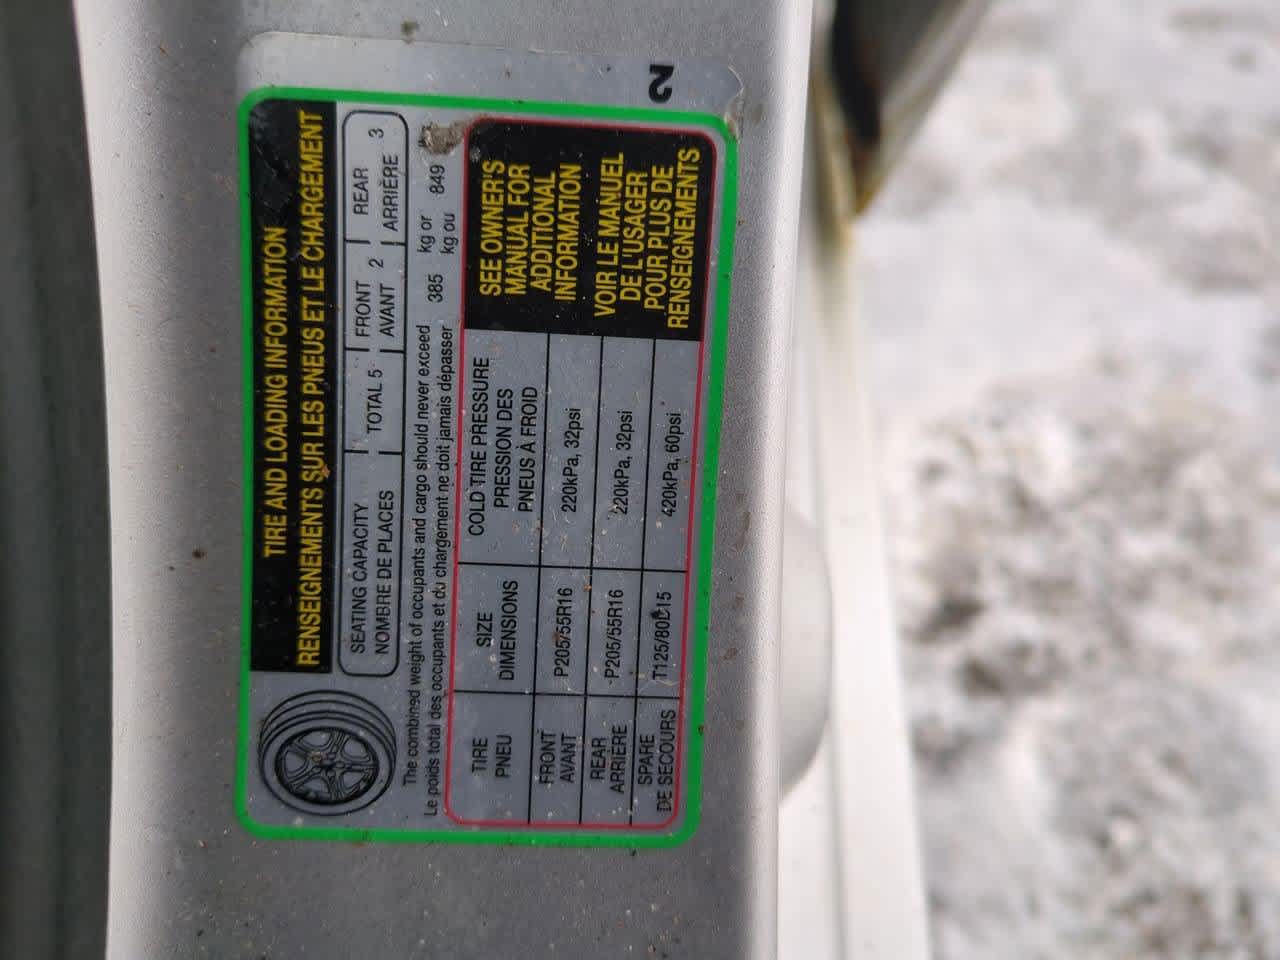 2
TIRE AND LOADING INFORMATION
RENSEIGNEMENTS SUR LES PNEUS ET LE CHARGEMENT
SEATING CAPACITY TOTAL 5 FRONT 2 REAR 3
NOMBRE DE PLACES AVANT ARRIÈRE
The combined weight of occupants and cargo should never exceed 385 kg or 849
Le poids total des occupants et du chargement ne doit jamais dépasser kg ou
TIRE SIZE COLD TIRE PRESSURE
PNEU DIMENSIONS PRESSION DES
PNEUS À FROID
FRONT P205/55R16 220kPa, 32psi
AVANT
REAR P205/55R16 220kPa, 32psi
ARRIÈRE
SPARE T125/80D15 420kPa, 60psi
DE SECOURS
SEE OWNER'S
MANUAL FOR
ADDITIONAL
INFORMATION
VOIR LE MANUEL
DE L'USAGER
POUR PLUS DE
RENSEIGNEMENTS